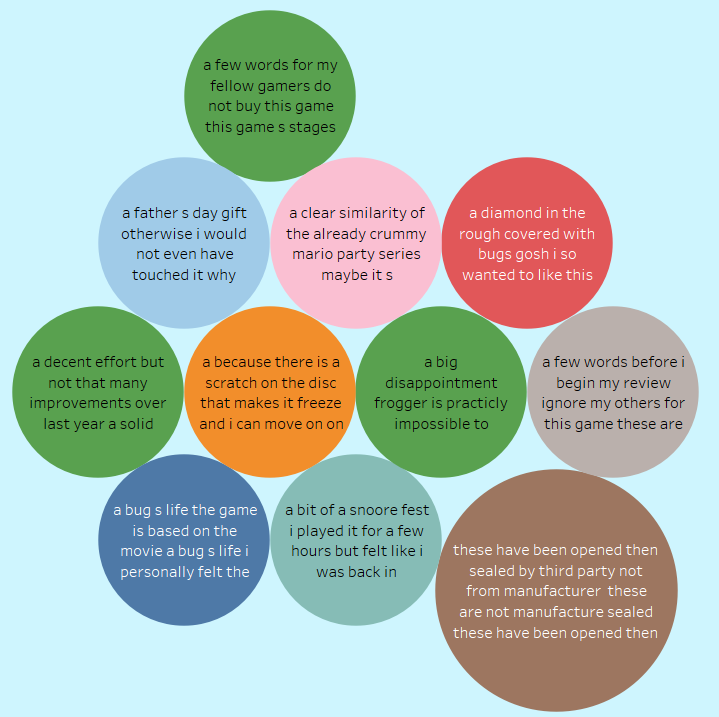 a few words for my
fellow gamers do
not buy this game
this game s stages
a father s day gift
otherwise i would
not even have
touched it why
a clear similarity of
the already crummy
mario party series
maybe it s
a diamond in the
rough covered with
bugs gosh i so
wanted to like this
a decent effort but
not that many
improvements over
last year a solid
a because there is a
scratch on the disc
that makes it freeze
and i can move on on
a big
disappointment
frogger is practicly
impossible to
a few words before i
begin my review
ignore my others for
this game these are
a bug s life the game
is based on the
movie a bug s life i
personally felt the
a bit of a snoore fest
i played it for a few
hours but felt like i
was back in
these have been opened then
sealed by third party not
from manufacturer these
are not manufacture sealed
these have been opened then